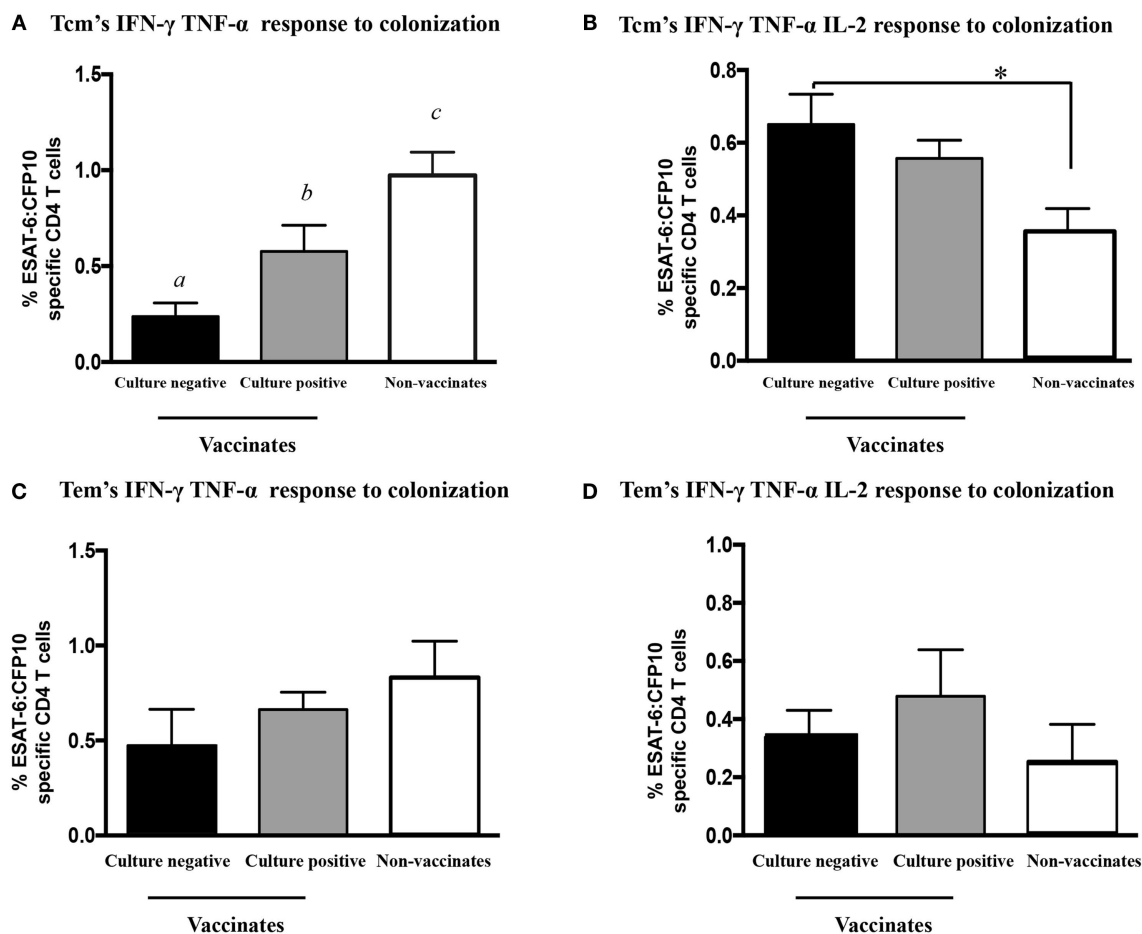 A Tcm's IFN-γ TNF-α response to colonization
1.5
1.0
0.5
0.0
% ESAT-6:CFP10
specific CD4 T cells
a
b
c
Culture negative Culture positive Non-vaccinates
Vaccinates
B Tcm's IFN-γ TNF-α IL-2 response to colonization
0.8
0.6
0.4
0.2
0.0
% ESAT-6:CFP10
specific CD4 T cells
*
Culture negative Culture positive Non-vaccinates
Vaccinates
C Tem's IFN-γ TNF-α response to colonization
1.5
1.0
0.5
0.0
% ESAT-6:CFP10
specific CD4 T cells
Culture negative Culture positive Non-vaccinates
Vaccinates
D Tem's IFN-γ TNF-α IL-2 response to colonization
1.0
0.8
0.6
0.4
0.2
0.0
% ESAT-6:CFP10
specific CD4 T cells
Culture negative Culture positive Non-vaccinates
Vaccinates